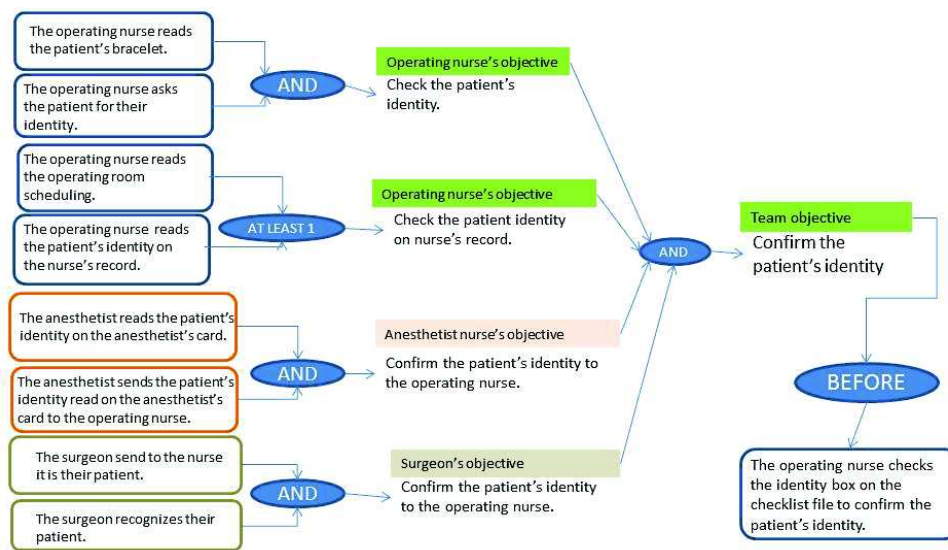 The operating nurse reads
the patient's bracelet.
The operating nurse asks
the patient for their
identity.
AND
Operating nurse's objective
Check the patient's
identity.
The operating nurse reads
the operating room
scheduling.
The operating nurse reads
the patient's identity on
the nurse's record.
AT LEAST 1
Operating nurse's objective
Check the patient identity
on nurse's record.
The anesthetist reads the patient's
identity on the anesthetist's card.
The anesthetist sends the patient's
identity read on the anesthetist's
card to the operating nurse.
AND
Anesthetist nurse's objective
Confirm the patient's identity to
the operating nurse.
The surgeon send to the nurse
it is their patient.
The surgeon recognizes their
patient.
AND
Surgeon's objective
Confirm the patient's identity
to the operating nurse.
AND
Team objective
Confirm the
patient's identity
BEFORE
The operating nurse checks
the identity box on the
checklist file to confirm the
patient's identity.